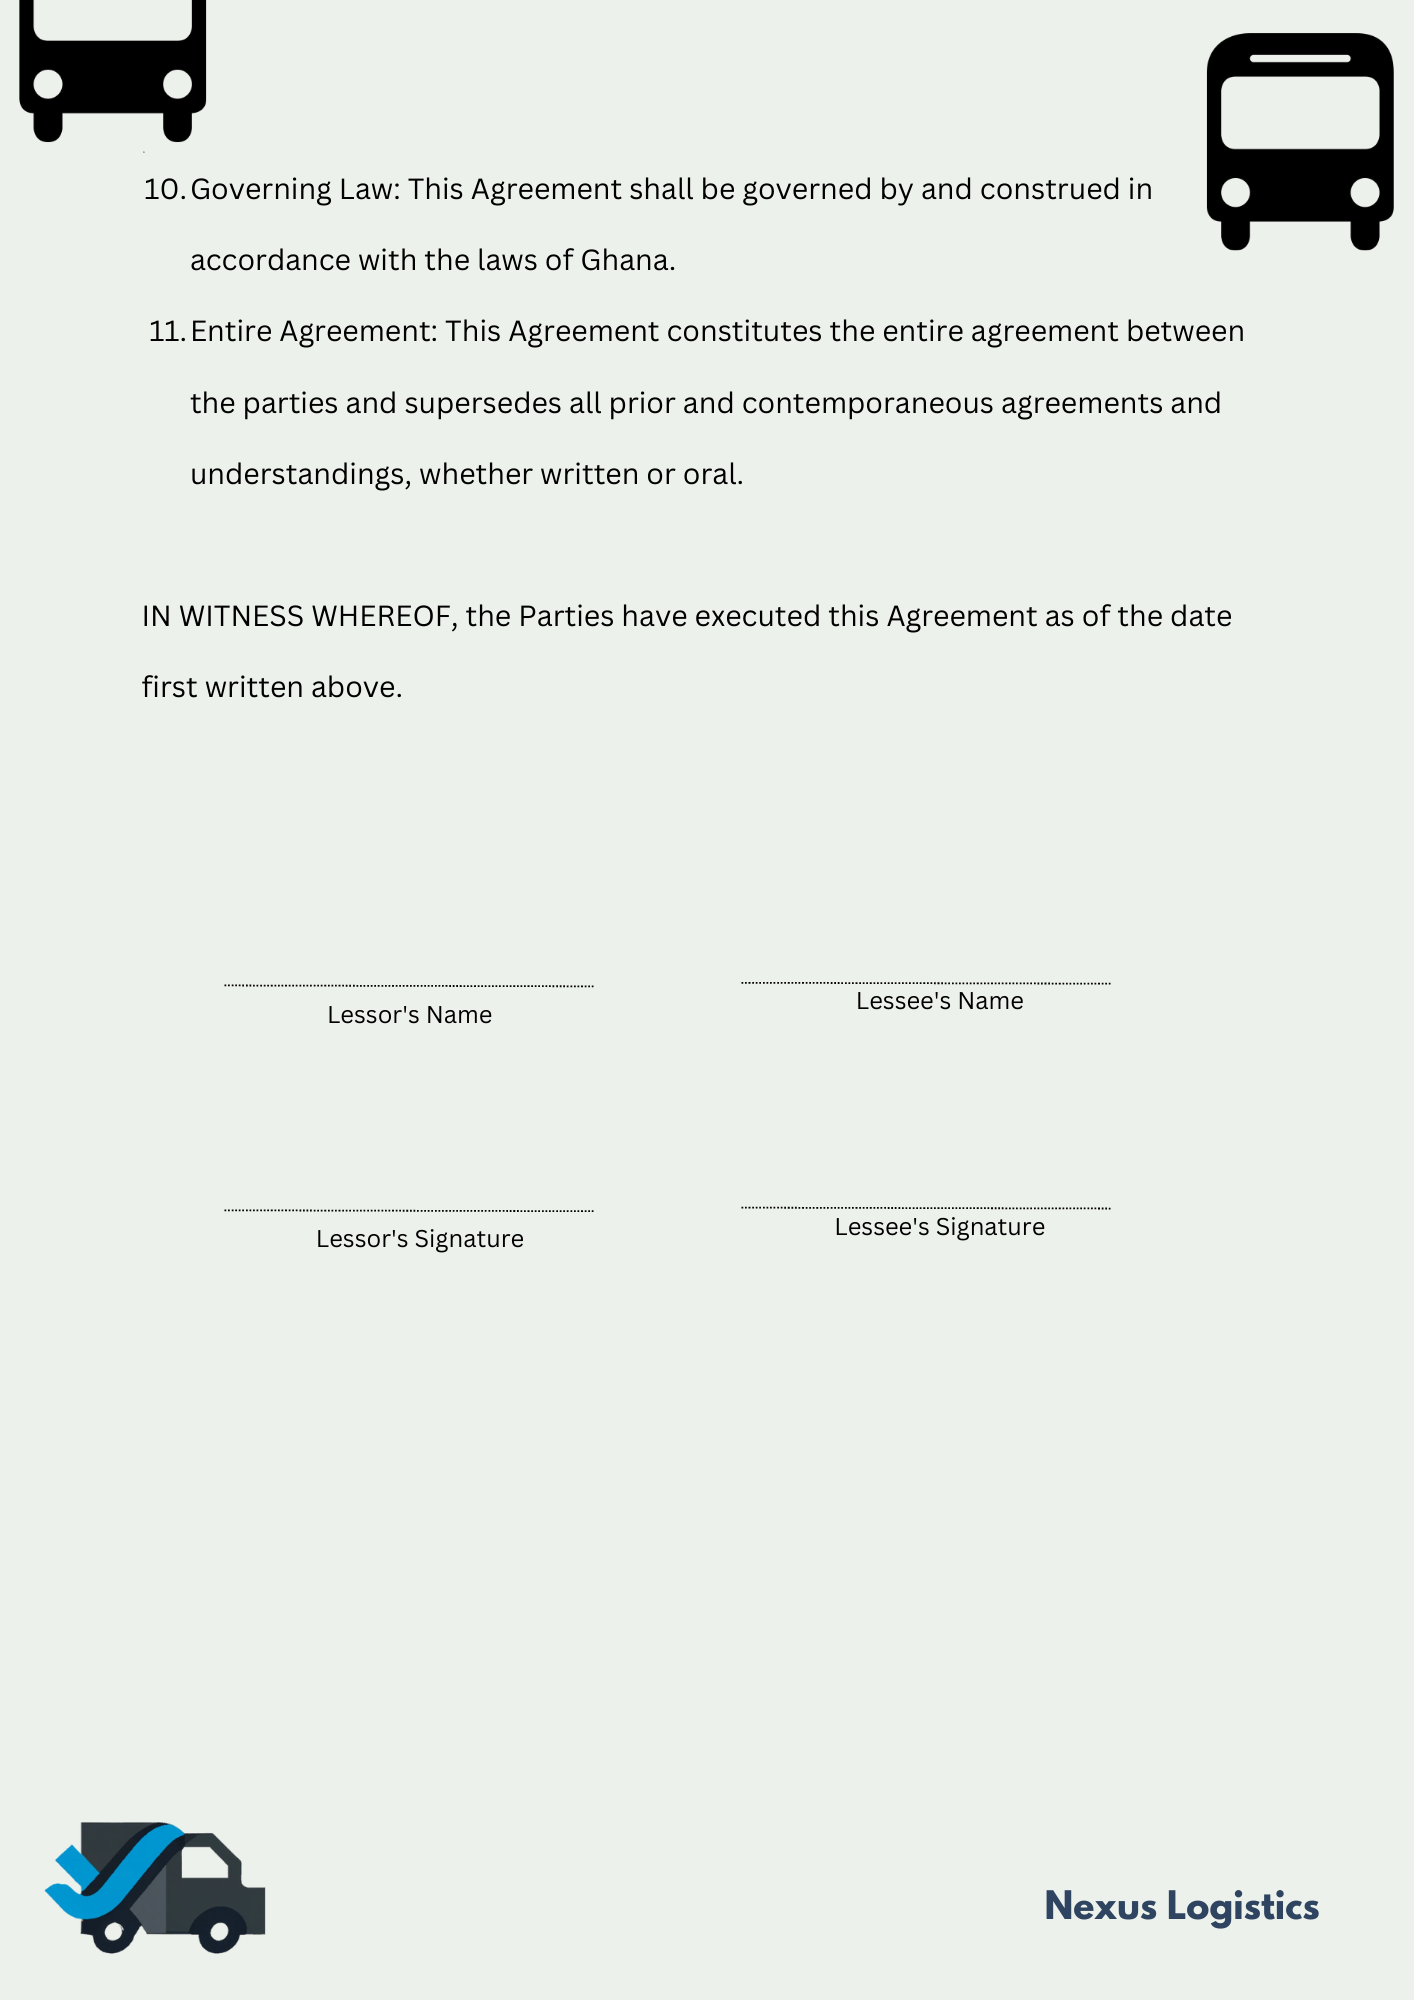 10. Governing Law: This Agreement shall be governed by and construed in
accordance with the laws of Ghana.
11. Entire Agreement: This Agreement constitutes the entire agreement between
the parties and supersedes all prior and contemporaneous agreements and
understandings, whether written or oral.
IN WITNESS WHEREOF, the Parties have executed this Agreement as of the date
first written above.
Lessor's Name
Lessee's Name
Lessor's Signature
Lessee's Signature
Nexus Logistics